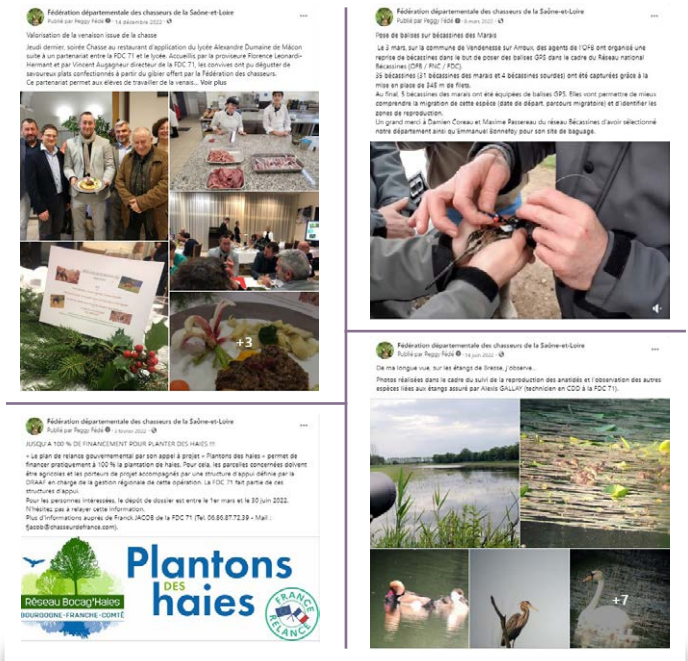 Fédération départementale des chasseurs de la Saône-et-Loire
Publié par Peggy Fédé · 14 décembre 2022 ·
Valorisation de la venaison issue de la chasse
Jeudi dernier, soirée Chasse au restaurant d'application du lycée Alexandre Dumaine de Mâcon
suite à un partenariat entre la FDC 71 et le lycée. Accueillis par la proviseure Florence Leonardi-
Hermant et par Vincent Augagneur directeur de la FDC 71, les convives ont pu dégüster de
savoureux plats confectionnés à partir du gibier offert par la Fédération des chasseurs.
Ce partenariat permet aux élèves de travailler de la venais... Voir plus
+3
Fédération départementale des chasseurs de la Saône-et-Loire
Publié par Peggy Fédé · février 2022 ·
JUSQU'A 100 % DE FINANCEMENT POUR PLANTER DES HAIES !!!
« Le plan de relance gouvernemental par son appel à projet « Plantons des haies » permet de
financer pratiquement à 100 % la plantation de haies. Pour cela, les parcelles concernées doivent
être agricoles et les porteurs de projet accompagnés par une structure d'appui définie par la
DRAAF en charge de la gestion régionale de cette opération. La FDC 71 fait partie de ces
structures d'appui.
Pour les personnes intéressées, le dépôt de dossier est entre le 1er mars et le 30 juin 2022.
N'hésitez pas à relayer cette information.
Plus d'informations auprès de Franck JACOB de la FDC 71 (Tel. 06.86.87.72.39 - Mail :
fjacob@chasseurdefrance.com).
Réseau Bocag'Haies
BOURGOGNE-FRANCHE-COMTÉ
Plantons
DES
haies
FRANCE
RELANCE
Fédération départementale des chasseurs de la Saône-et-Loire
Publié par Peggy Fédé · 8 mars 2022 ·
Pose de balises sur bécassines des Marais
Le 3 mars, sur la commune de Vendenesse sur Arroux, des agents de l'OFB ont organisé une
reprise de bécassines dans le but de poser des balises GPS dans le cadre du Réseau national
Bécassines (OFB / FNC / FDC)
35 bécassines (31 bécassines des marais et 4 bécassines sourdes) ont été capturées grâce à la
mise en place de 348 m de filets.
Au final, 5 bécassines des marais ont été équipées de balises GPS. Elles vont permettre de mieux
comprendre la migration de cette espèce (date de départ, parcours migratoire) et d'identifier les
zones de reproduction.
Un grand merci à Damien Coreau et Maxime Passereau du réseau Bécassines d'avoir sélectionné
notre département ainsi qu'Emmanuel Bonnefoy pour son site de baguage.
Fédération départementale des chasseurs de la Saône-et-Loire
Publié par Peggy Fédé · 14 juin 2022 ·
De ma longue vue, sur les étangs de Bresse, j'observe...
Photos réalisées dans le cadre du suivi de la reproduction des anatidés et l'observation des autres
espèces liées aux étangs assuré par Alexis GALLAY (technicien en CDD à la FDC 71).
+7